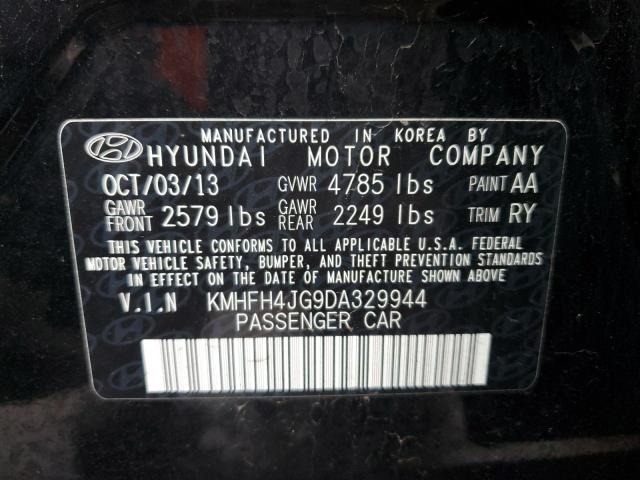 MANUFACTURED IN KOREA BY
HYUNDAI MOTOR COMPANY
OCT/03/13 GVWR 4785 lbs PAINT AA
GAWR FRONT 2579 lbs GAWR REAR 2249 lbs TRIM RY
THIS VEHICLE CONFORMS TO ALL APPLICABLE U.S.A. FEDERAL
MOTOR VEHICLE SAFETY, BUMPER, AND THEFT PREVENTION STANDARDS
IN EFFECT ON THE DATE OF MANUFACTURE SHOWN ABOVE
V.I.N KMHFH4JG9DA329944
PASSENGER CAR